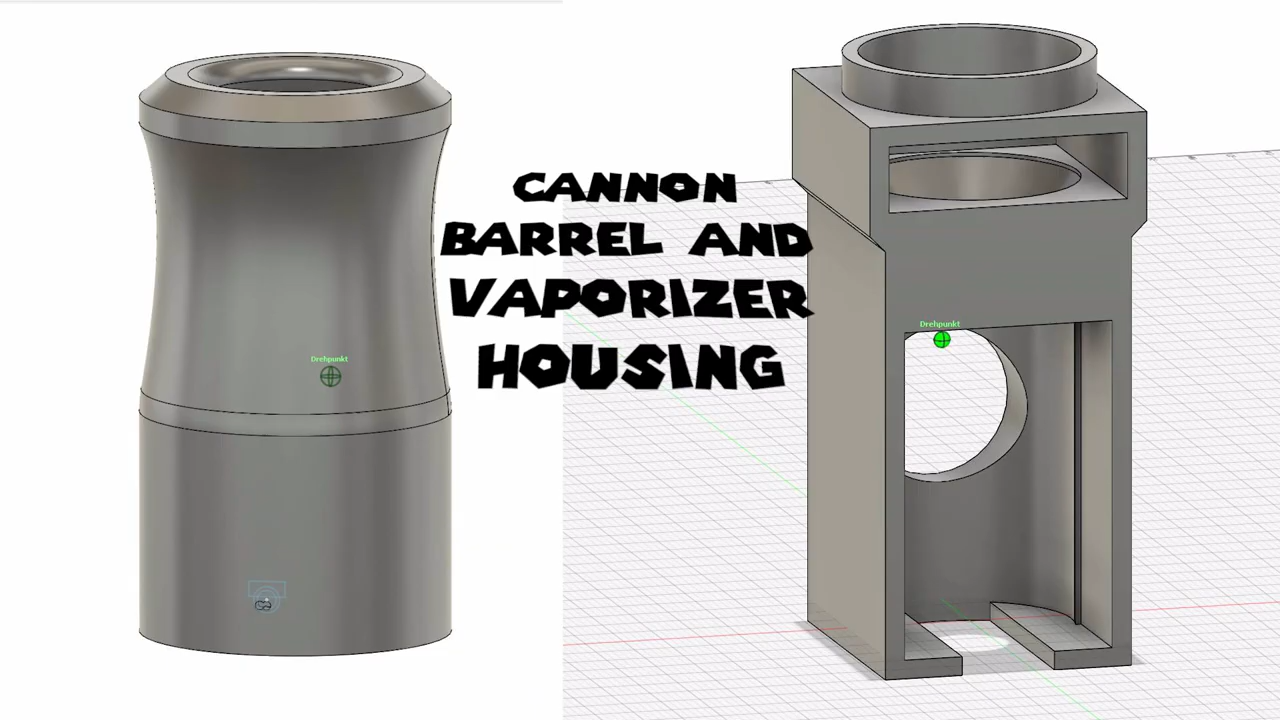 CANNON
BARREL AND
VAPORIZER
HOUSING
Drehpunkt
Drehpunkt